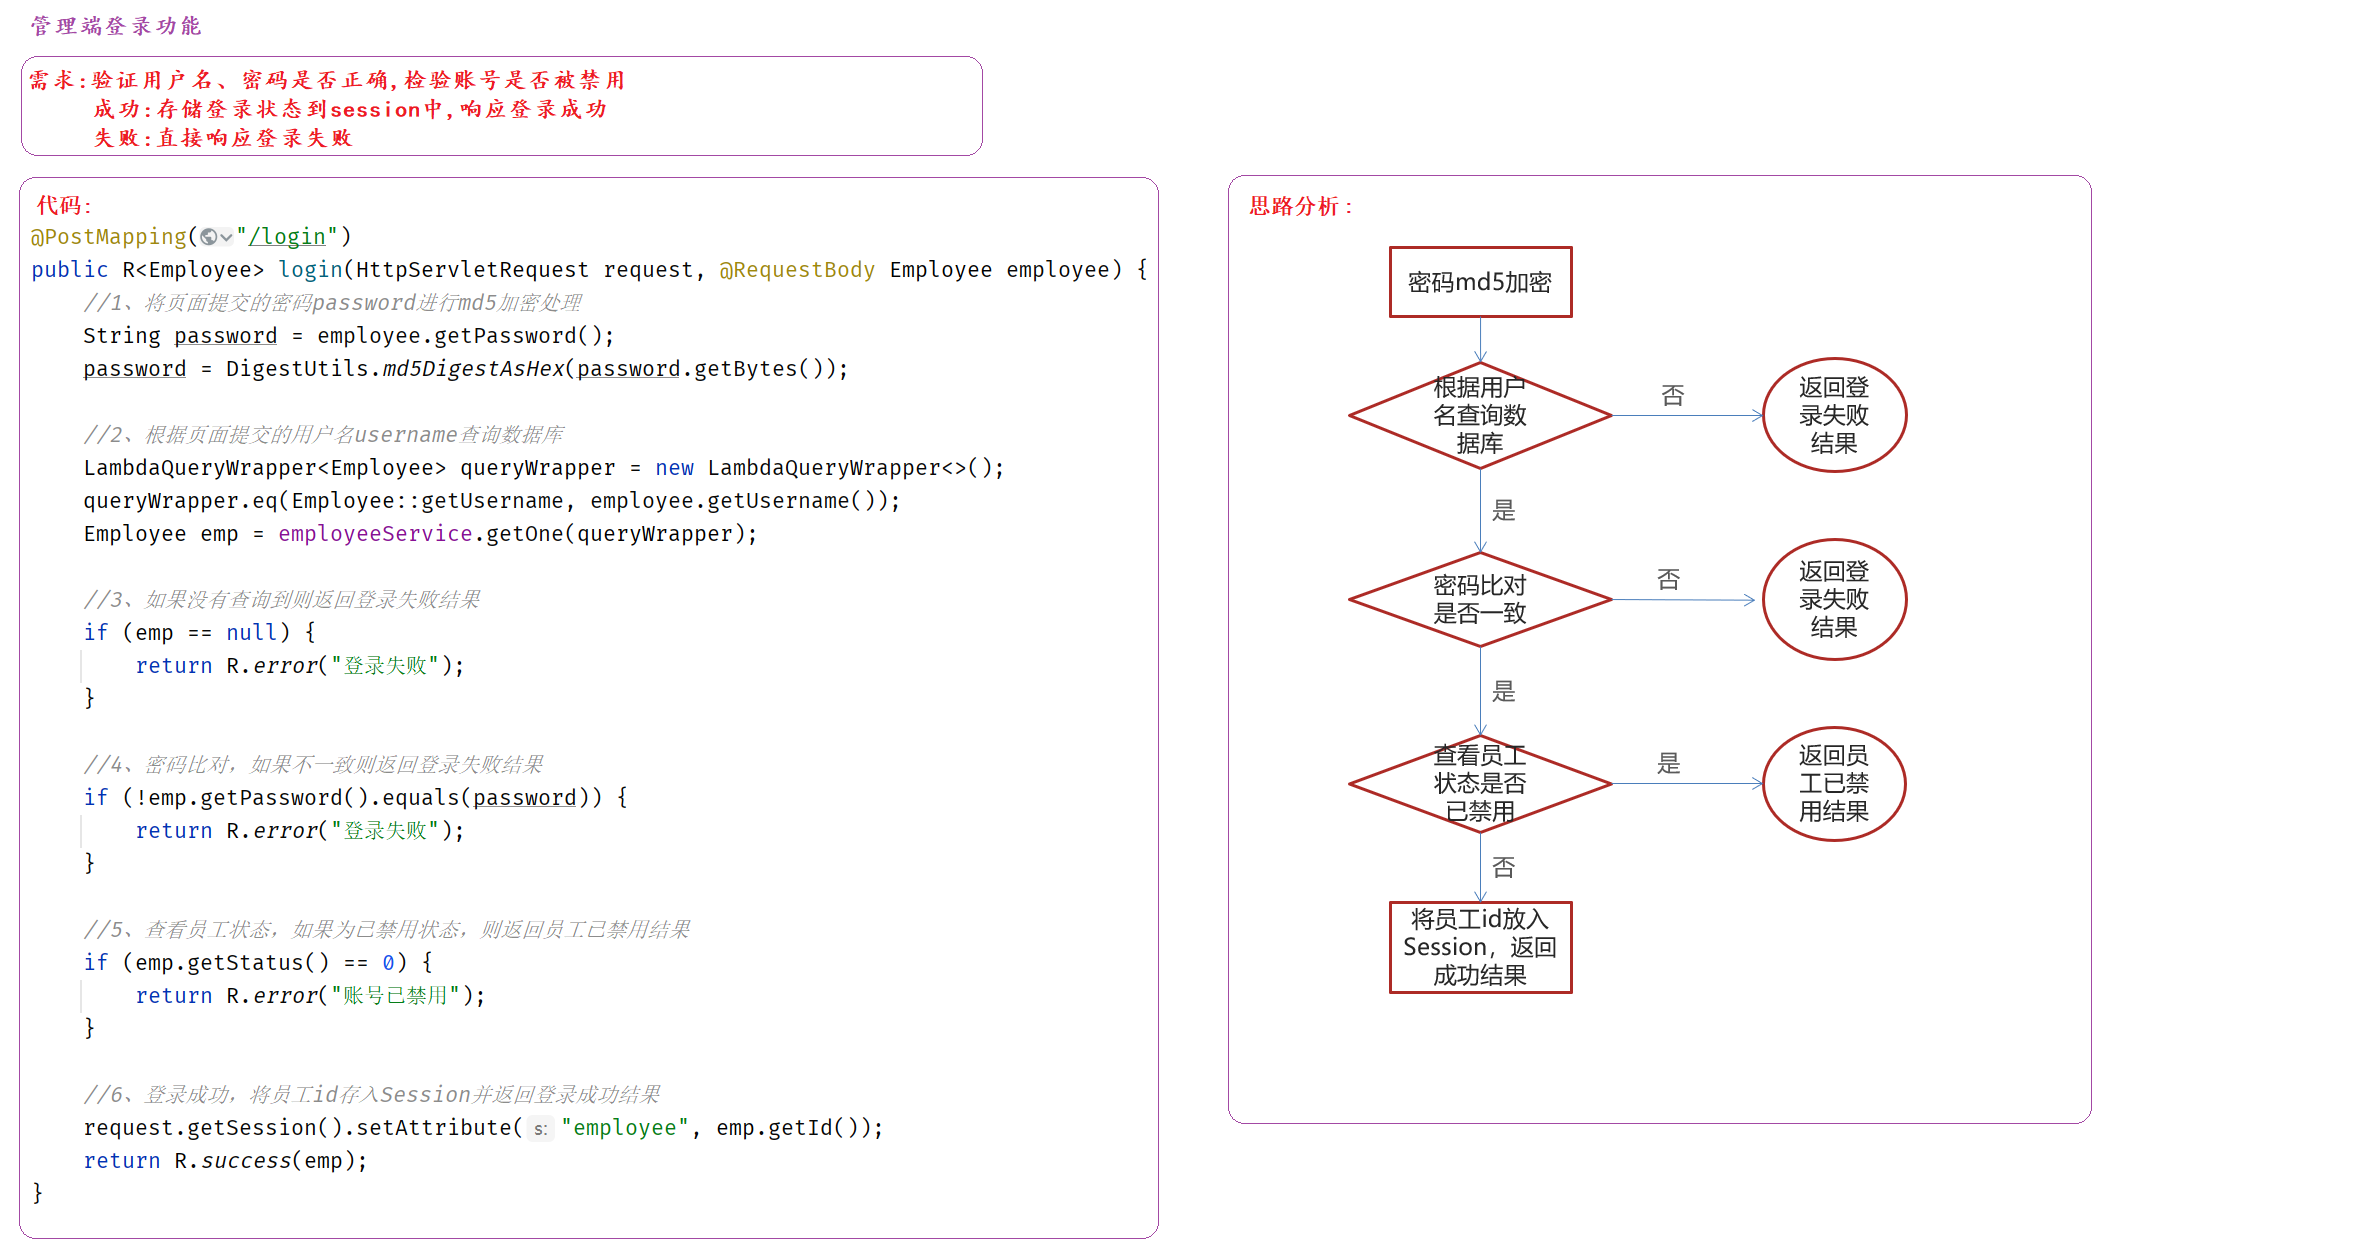 管理端登录功能
需求:验证用户名、密码是否正确,检验账号是否被禁用
成功:存储登录状态到session中,响应登录成功
失败:直接响应登录失败
代码:
@PostMapping("/login")
public R<Employee> login(HttpServletRequest request, @RequestBody Employee employee) {
//1、将页面提交的密码password进行md5加密处理
String password = employee.getPassword();
password = DigestUtils.md5DigestAsHex(password.getBytes());
//2、根据页面提交的用户名username查询数据库
LambdaQueryWrapper<Employee> queryWrapper = new LambdaQueryWrapper<>();
queryWrapper.eq(Employee::getUsername, employee.getUsername());
Employee emp = employeeService.getOne(queryWrapper);
//3、如果没有查询到则返回登录失败结果
if (emp == null) {
return R.error("登录失败");
}
//4、密码比对，如果不一致则返回登录失败结果
if (!emp.getPassword().equals(password)) {
return R.error("登录失败");
}
//5、查看员工状态，如果为已禁用状态，则返回员工已禁用结果
if (emp.getStatus() == 0) {
return R.error("账号已禁用");
}
//6、登录成功，将员工id存入Session并返回登录成功结果
request.getSession().setAttribute( s: "employee", emp.getId());
return R.success(emp);
}
思路分析：
密码md5加密
根据用户
名查询数
据库
否
返回登
录失败
结果
是
密码比对
是否一致
否
返回登
录失败
结果
是
查看员工
状态是否
已禁用
是
返回员
工已禁
用结果
否
将员工id放入
Session，返回
成功结果